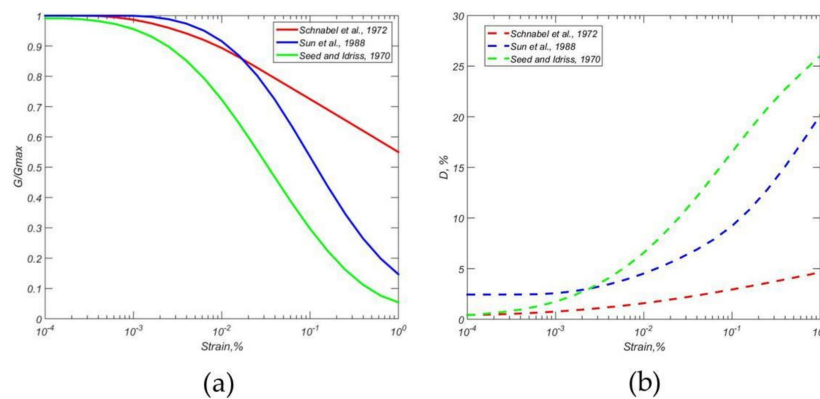 1
0.9
0.8
0.7
0.6
0.5
0.4
0.3
0.2
0.1
0
G/Gmax
Schnabel et al., 1972
Sun et al., 1988
Seed and Idriss, 1970
10^-4
10^-3
10^-2
10^-1
10^0
Strain,%
(a)
30
25
20
15
10
5
0
D, %
Schnabel et al., 1972
Sun et al., 1988
Seed and Idriss, 1970
10^-4
10^-3
10^-2
10^-1
10^0
Strain,%
(b)